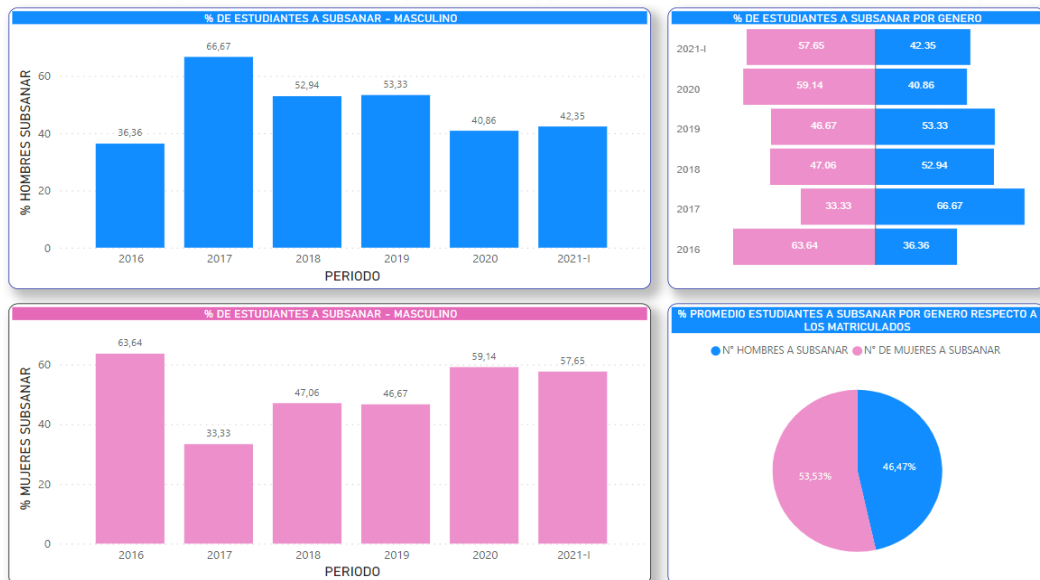 % DE ESTUDIANTES A SUBSANAR - MASCULINO
% HOMBRES SUBSANAR
60
40
20
0
36,36
66,67
52,94
53,33
40,86
42,35
2016 2017 2018 2019 2020 2021-I
PERIODO
% DE ESTUDIANTES A SUBSANAR POR GENERO
2021-I 57.65 42.35
2020 59.14 40.86
2019 46.67 53.33
2018 47.06 52.94
2017 33.33 66.67
2016 63.64 36.36
% DE ESTUDIANTES A SUBSANAR - MASCULINO
% MUJERES SUBSANAR
60
40
20
0
63,64
33,33
47,06
46,67
59,14
57,65
2016 2017 2018 2019 2020 2021-I
PERIODO
% PROMEDIO ESTUDIANTES A SUBSANAR POR GENERO RESPECTO A
LOS MATRICULADOS
N° HOMBRES A SUBSANAR N° DE MUJERES A SUBSANAR
53,53% 46,47%